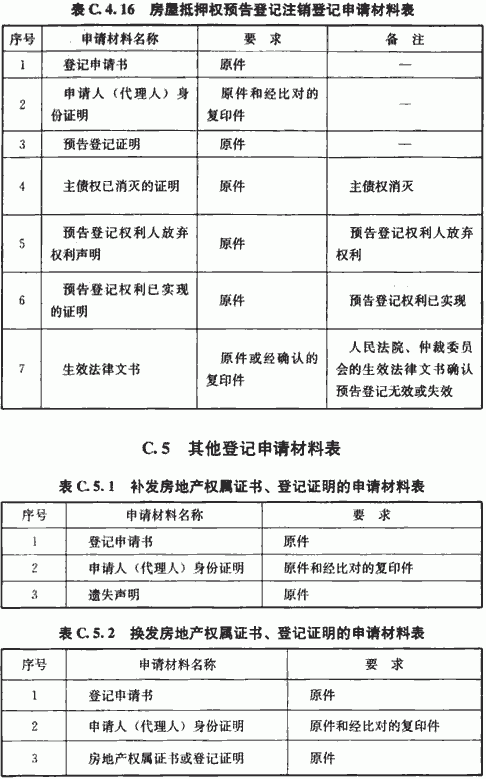 表 C.4.16 房屋抵押权预告登记注销登记申请材料表
序号 申请材料名称 要 求 备 注
1 登记申请书 原件 —
2 申请人（代理人）身份证明 原件和经比对的复印件 —
3 预告登记证明 原件 —
4 主债权已消灭的证明 原件 主债权消灭
5 预告登记权利人放弃权利声明 原件 预告登记权利人放弃权利
6 预告登记权利已实现的证明 原件 预告登记权利已实现
7 生效法律文书 原件或经确认的复印件 人民法院、仲裁委员会的生效法律文书确认预告登记无效或失效
C.5 其他登记申请材料表
表 C.5.1 补发房地产权属证书、登记证明的申请材料表
序号 申请材料名称 要 求
1 登记申请书 原件
2 申请人（代理人）身份证明 原件和经比对的复印件
3 遗失声明 原件
表 C.5.2 换发房地产权属证书、登记证明的申请材料表
序号 申请材料名称 要 求
1 登记申请书 原件
2 申请人（代理人）身份证明 原件和经比对的复印件
3 房地产权属证书或登记证明 原件